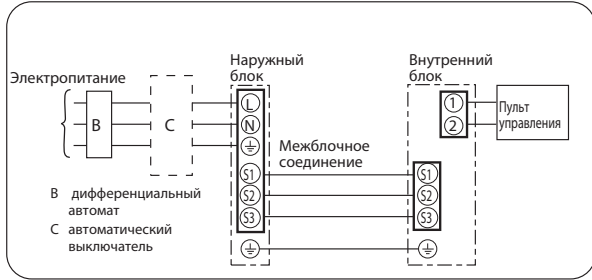 Электропитание
B
C
Наружный
блок
L
N
S1
S2
S3
Межблочное
соединение
Внутренний
блок
1
2
S1
S2
S3
Пульт
управления
B дифференциальный
автомат
C автоматический
выключатель